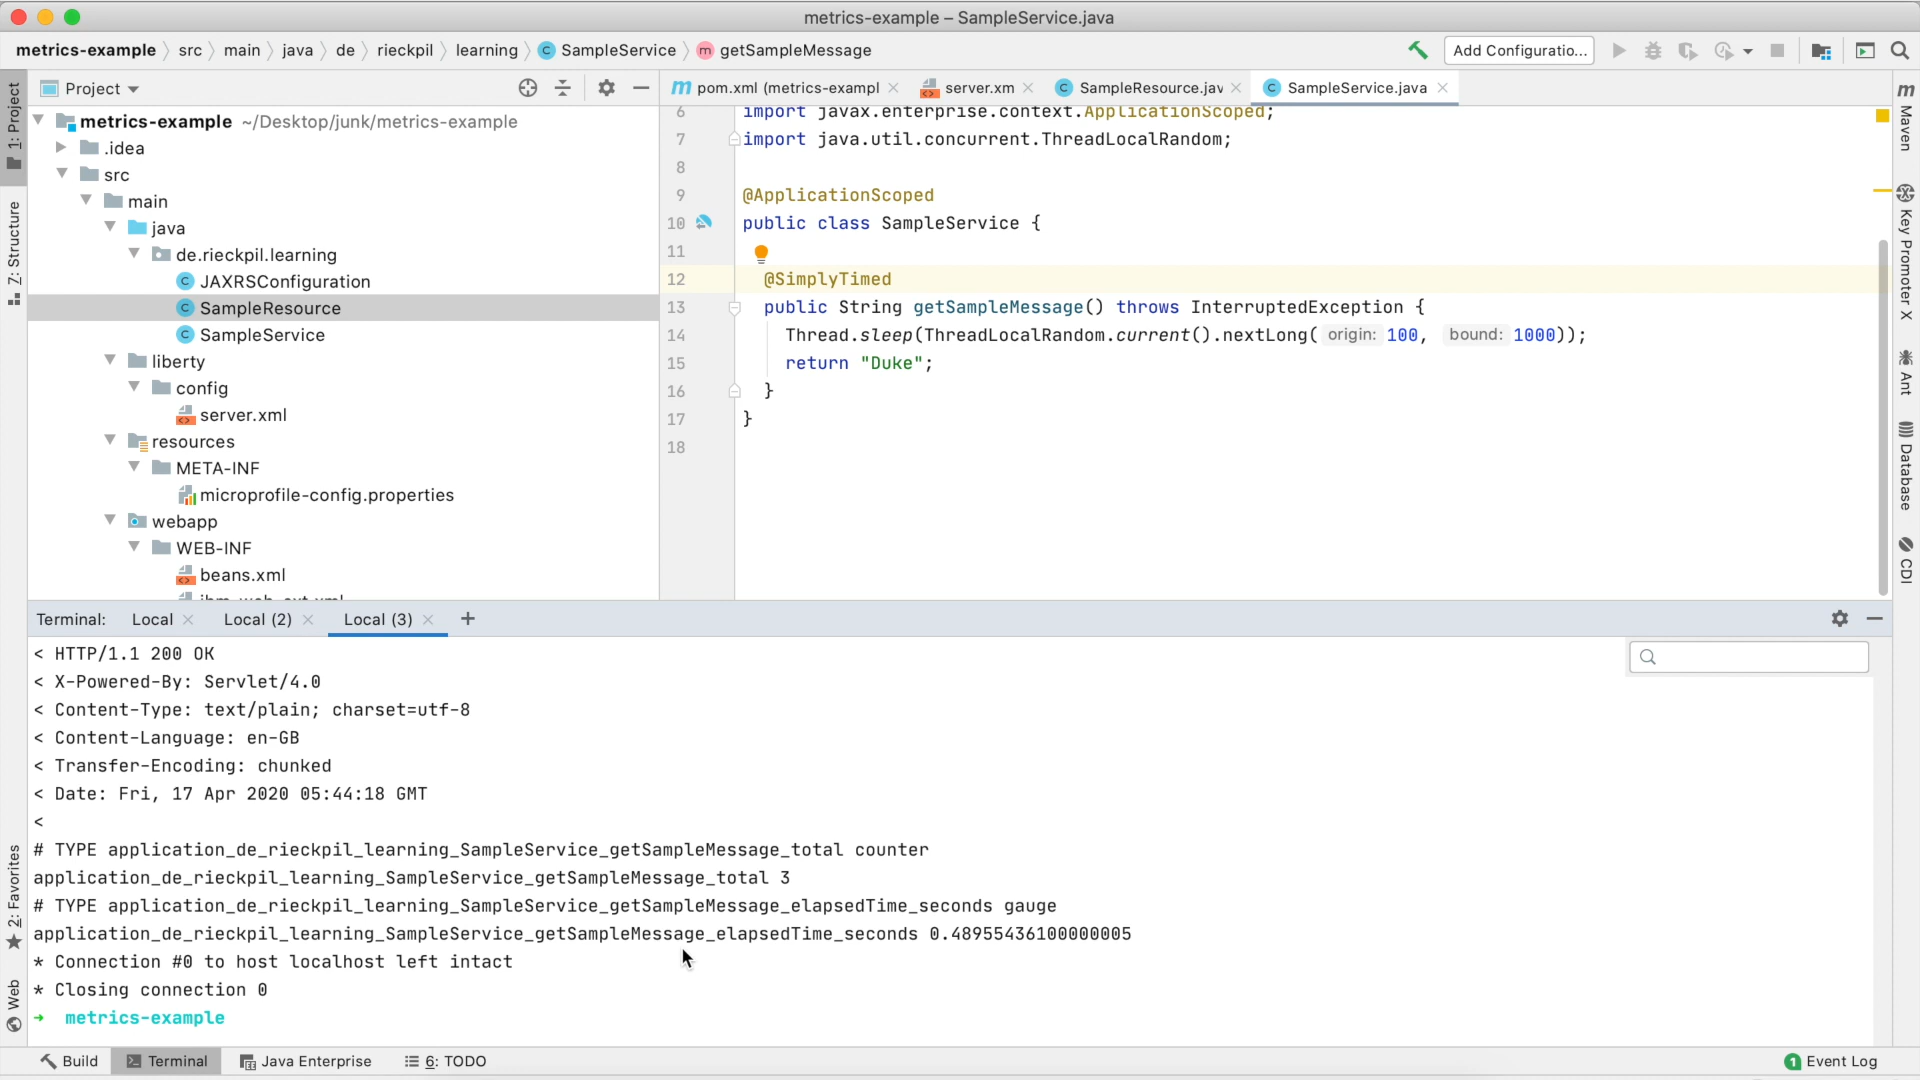 metrics-example – SampleService.java
metrics-example src main java de rieckpil learning SampleService getSampleMessage
Add Configuratio...
Project
metrics-example ~/Desktop/junk/metrics-example
.idea
src
main
java
de.rieckpil.learning
JAXRSConfiguration
SampleResource
SampleService
liberty
config
server.xml
resources
META-INF
microprofile-config.properties
webapp
WEB-INF
beans.xml
1: Project
7: Structure
2: Favorites
Web
pom.xml (metrics-exampl
server.xm
SampleResource.jav
SampleService.java
6 import javax.enterprise.context.ApplicationScoped;
7 import java.util.concurrent.ThreadLocalRandom;
8
9 @ApplicationScoped
10 public class SampleService {
11
12 @SimplyTimed
13 public String getSampleMessage() throws InterruptedException {
14 Thread.sleep(ThreadLocalRandom.current().nextLong( origin: 100, bound: 1000));
15 return "Duke";
16 }
17 }
18
Maven
Key Promoter X
Ant
Database
CDI
Terminal: Local Local (2) Local (3) +
< HTTP/1.1 200 OK
< X-Powered-By: Servlet/4.0
< Content-Type: text/plain; charset=utf-8
< Content-Language: en-GB
< Transfer-Encoding: chunked
< Date: Fri, 17 Apr 2020 05:44:18 GMT
<
# TYPE application_de_rieckpil_learning_SampleService_getSampleMessage_total counter
application_de_rieckpil_learning_SampleService_getSampleMessage_total 3
# TYPE application_de_rieckpil_learning_SampleService_getSampleMessage_elapsedTime_seconds gauge
application_de_rieckpil_learning_SampleService_getSampleMessage_elapsedTime_seconds 0.48955436100000005
* Connection #0 to host localhost left intact
* Closing connection 0
➜ metrics-example
Build Terminal Java Enterprise 6: TODO
1 Event Log